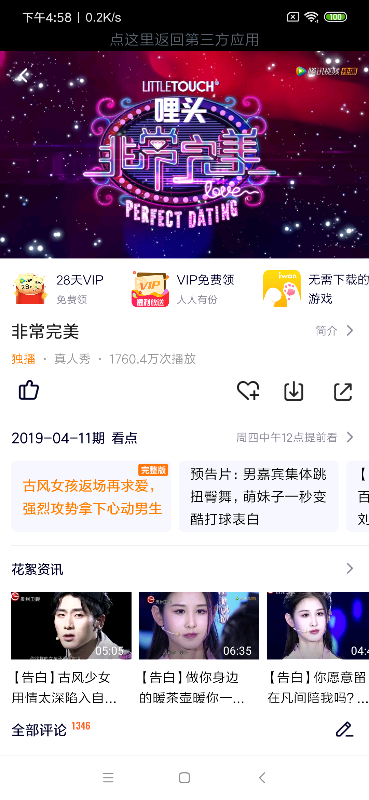 下午4:58 | 0.2K/s
100
点这里返回第三方应用
腾讯视频
LITTLETOUCH
哩头
非常完美
love
PERFECT DATING
28天VIP
免费领
VIP
VIP免费领
人人有份
无需下载的
游戏
非常完美
简介
独播 · 真人秀 · 1760.4万次播放
2019-04-11期 看点
周四中午12点提前看
完整版
古风女孩返场再求爱，
强烈攻势拿下心动男生
预告片：男嘉宾集体跳
扭臀舞，萌妹子一秒变
酷打球表白
【
百
刘
花絮资讯
05:05
06:35
04:4
【告白】古风少女
用情太深陷入自...
【告白】做你身边
的暖茶壶暖你一...
【告白】你愿意留
在凡间陪我吗？...
全部评论 1346